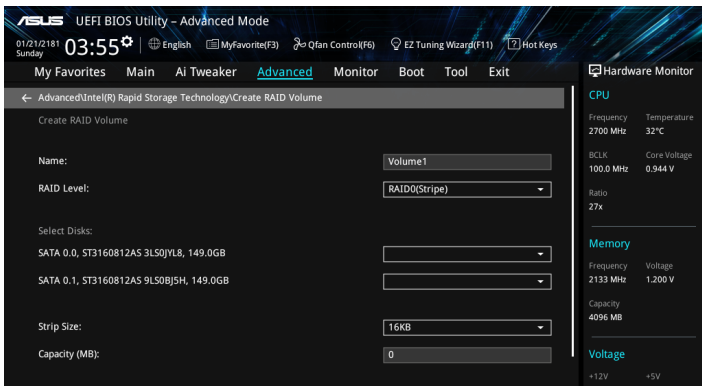 ASUS UEFI BIOS Utility – Advanced Mode
01/21/2181
Sunday
03:55
English
MyFavorite(F3)
Qfan Control(F6)
EZ Tuning Wizard(F11)
? Hot Keys
My Favorites Main Ai Tweaker Advanced Monitor Boot Tool Exit
← Advanced\Intel(R) Rapid Storage Technology\Create RAID Volume
Create RAID Volume
Name: Volume1
RAID Level: RAID0(Stripe)
Select Disks:
SATA 0.0, ST3160812AS 3LS0JYL8, 149.0GB
SATA 0.1, ST3160812AS 9LS0BJ5H, 149.0GB
Strip Size: 16KB
Capacity (MB): 0
Hardware Monitor
CPU
Frequency Temperature
2700 MHz 32°C
BCLK Core Voltage
100.0 MHz 0.944 V
Ratio
27x
Memory
Frequency Voltage
2133 MHz 1.200 V
Capacity
4096 MB
Voltage
+12V +5V